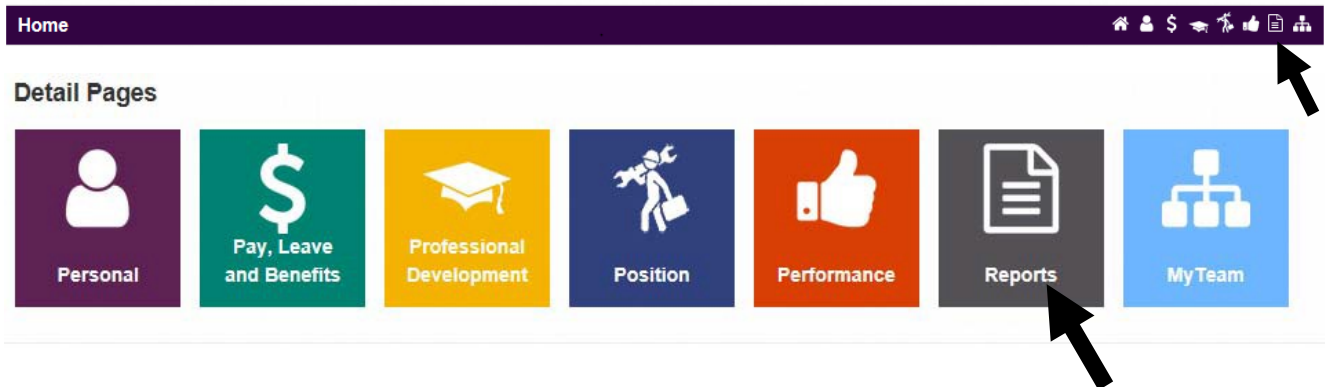 Home
Detail Pages
Personal
Pay, Leave
and Benefits
Professional
Development
Position
Performance
Reports
MyTeam